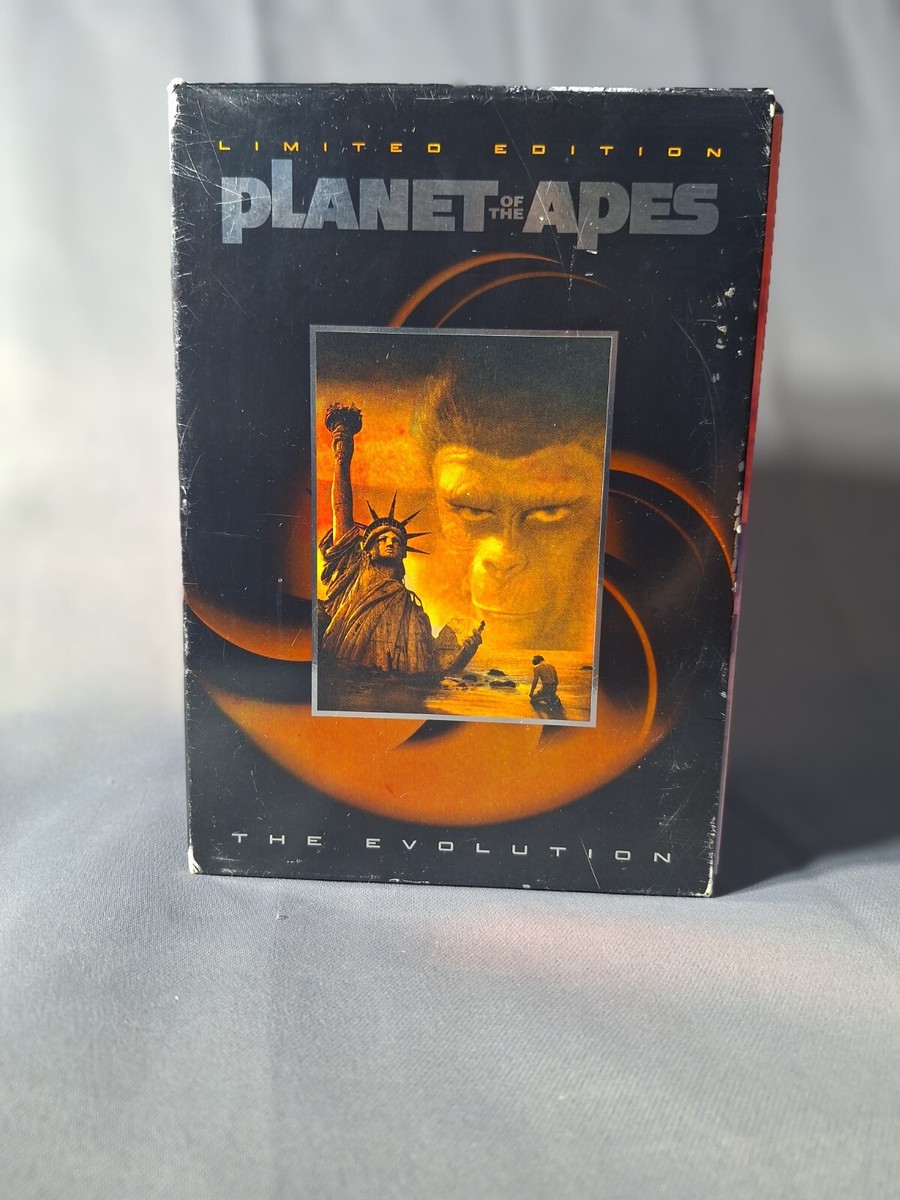 LIMITED EDITION
PLANET OF THE APES
THE EVOLUTION